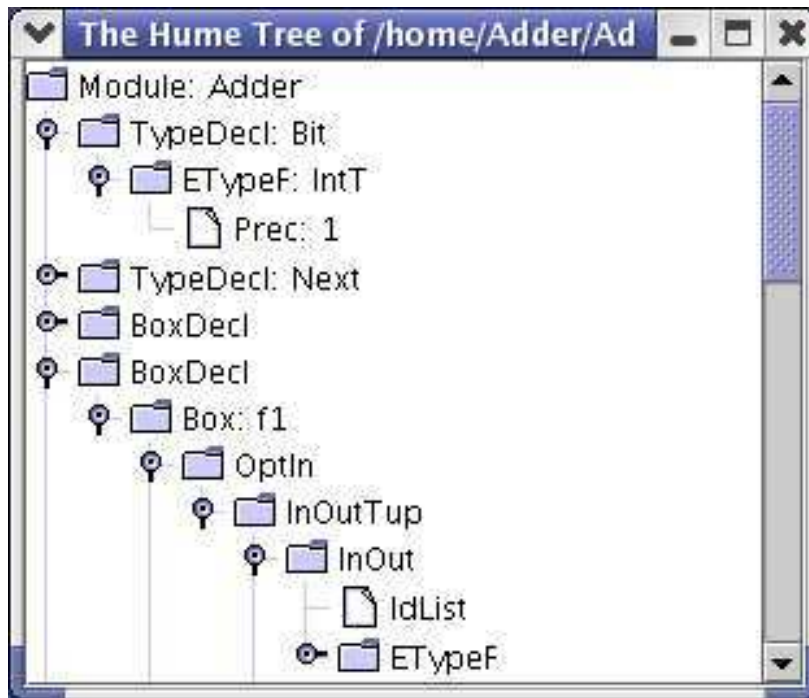 The Hume Tree of /home/Adder/Ad
Module: Adder
TypeDecl: Bit
ETypeF: IntT
Prec: 1
TypeDecl: Next
BoxDecl
BoxDecl
Box: f1
OptIn
InOutTup
InOut
IdList
ETypeF